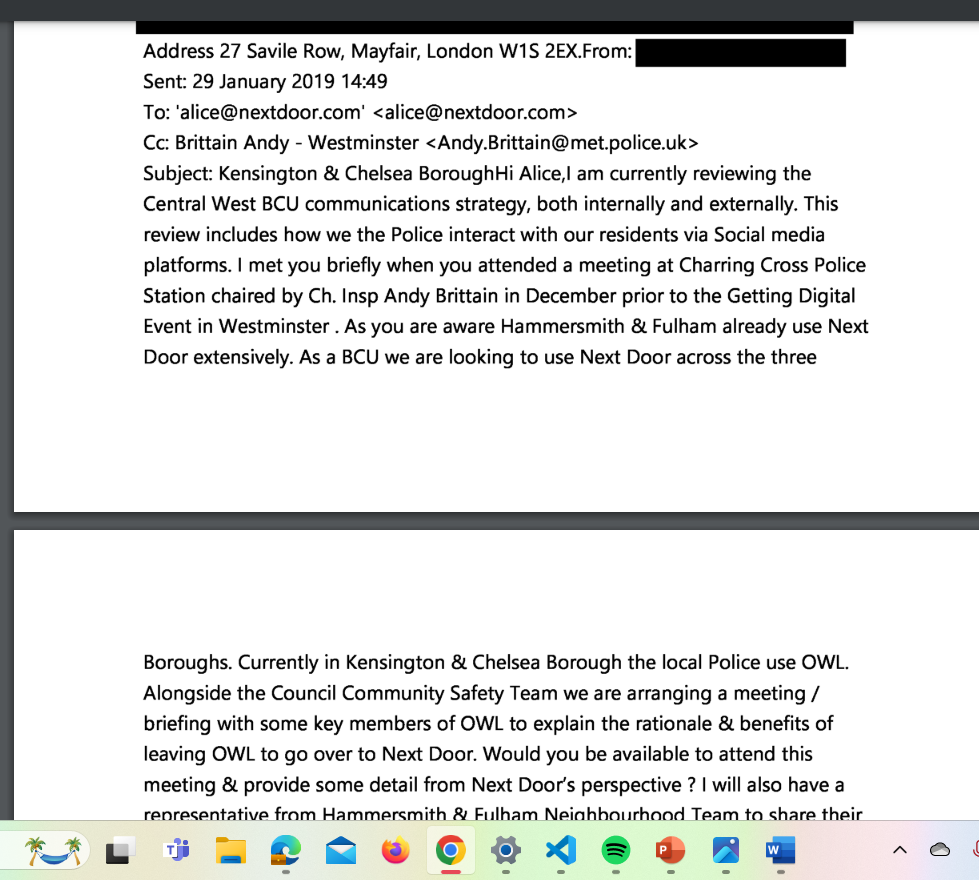 Address 27 Savile Row, Mayfair, London W1S 2EX.From:
Sent: 29 January 2019 14:49
To: 'alice@nextdoor.com' <alice@nextdoor.com>
Cc: Brittain Andy - Westminster <Andy.Brittain@met.police.uk>
Subject: Kensington & Chelsea BoroughHi Alice,I am currently reviewing the
Central West BCU communications strategy, both internally and externally. This
review includes how we the Police interact with our residents via Social media
platforms. I met you briefly when you attended a meeting at Charring Cross Police
Station chaired by Ch. Insp Andy Brittain in December prior to the Getting Digital
Event in Westminster . As you are aware Hammersmith & Fulham already use Next
Door extensively. As a BCU we are looking to use Next Door across the three
Boroughs. Currently in Kensington & Chelsea Borough the local Police use OWL.
Alongside the Council Community Safety Team we are arranging a meeting /
briefing with some key members of OWL to explain the rationale & benefits of
leaving OWL to go over to Next Door. Would you be available to attend this
meeting & provide some detail from Next Door’s perspective ? I will also have a
representative from Hammersmith & Fulham Neighbourhood Team to share their